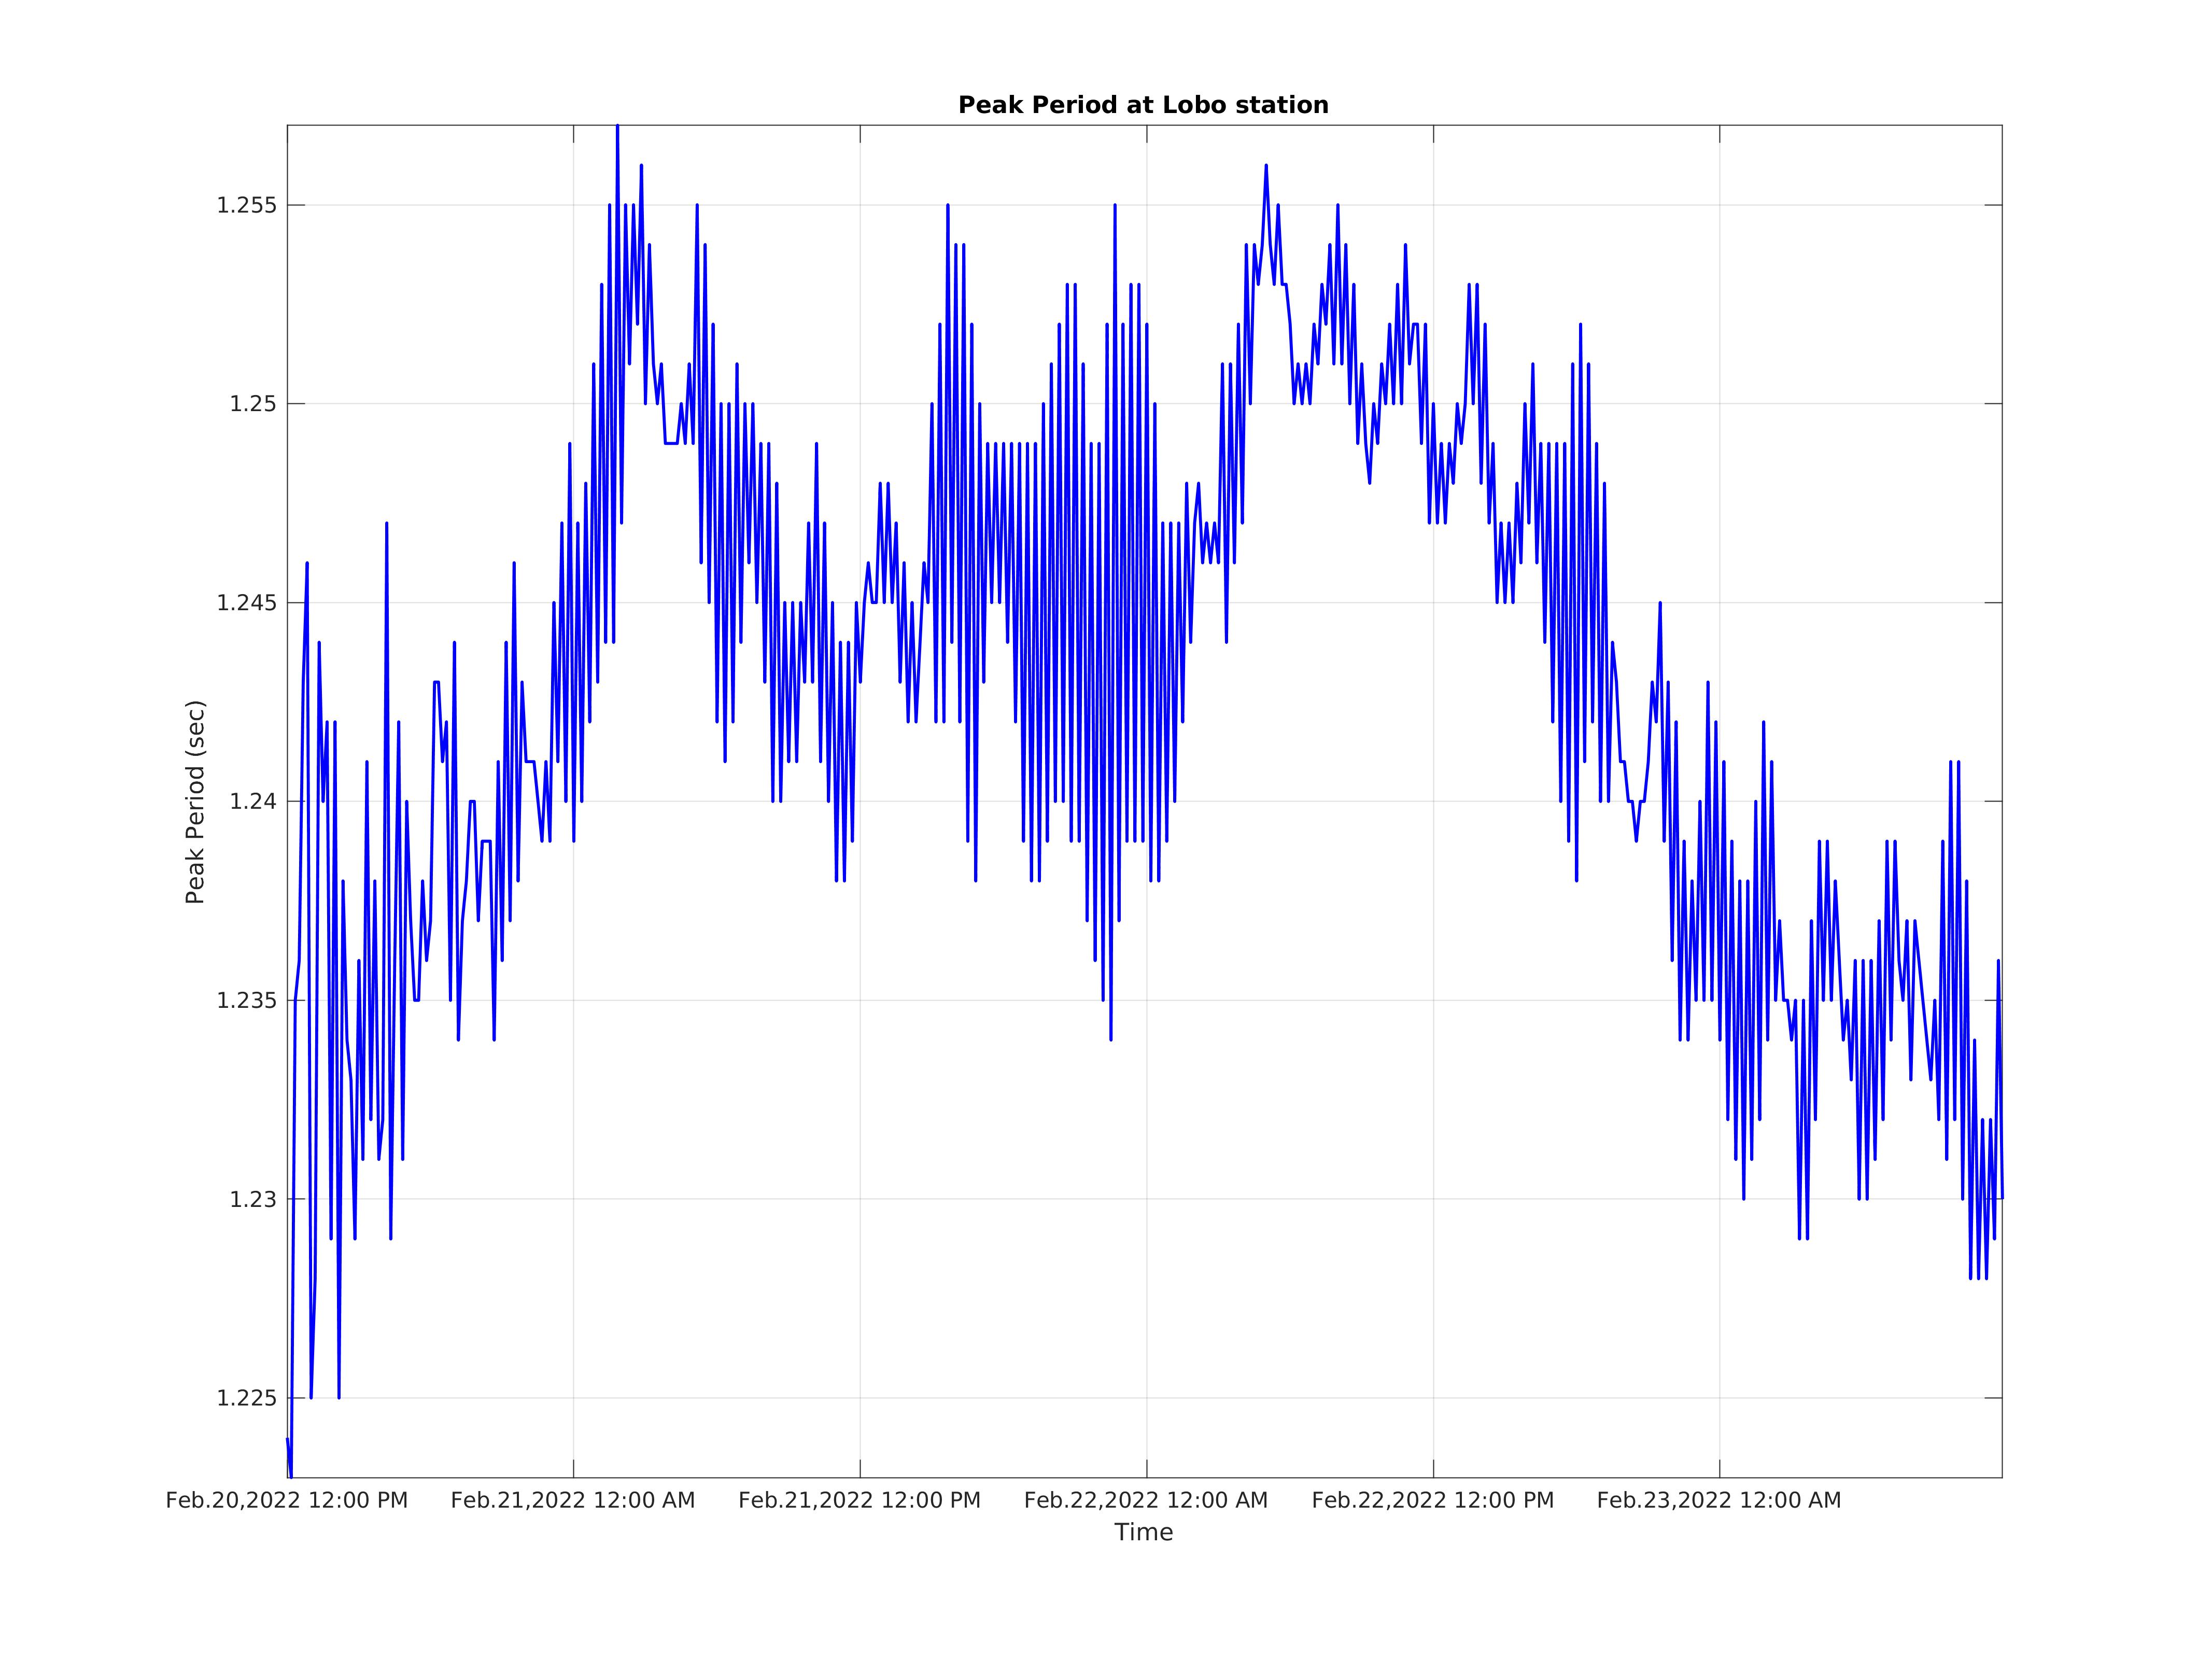 Peak Period at Lobo station
Peak Period (sec)
1.255
1.25
1.245
1.24
1.235
1.23
1.225
Feb.20,2022 12:00 PM
Feb.21,2022 12:00 AM
Feb.21,2022 12:00 PM
Feb.22,2022 12:00 AM
Feb.22,2022 12:00 PM
Feb.23,2022 12:00 AM
Time